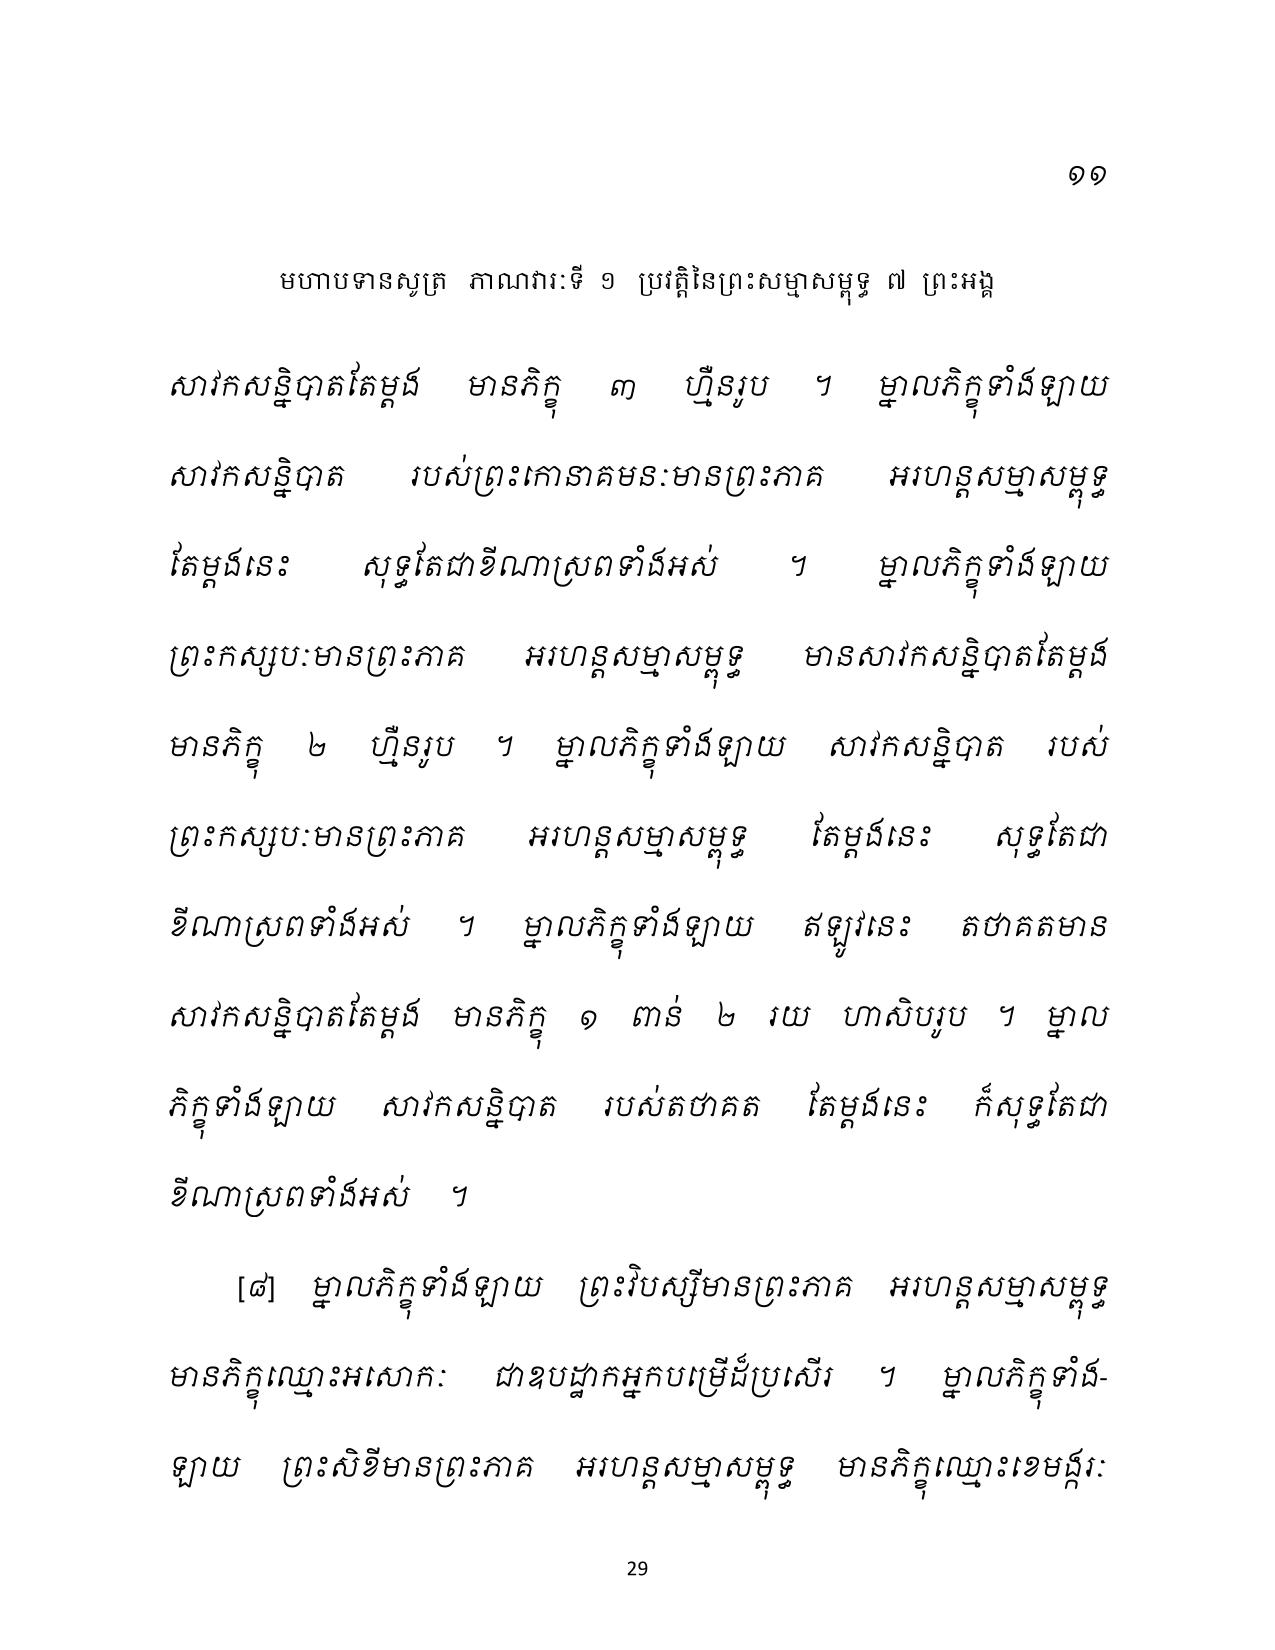 ១១
មហាបទានសូត្រ ភាណវារៈទី ១ ប្រវត្តិនៃព្រះសម្មាសម្ពុទ្ធ ៧ ព្រះអង្គ
សាវកសន្និបាតតែម្តង មានភិក្ខុ ៣ ហ្មឺនរូប ។ ម្នាលភិក្ខុទាំងឡាយ
សាវកសន្និបាត របស់ព្រះកោនាគមនៈមានព្រះភាគ អរហន្តសម្មាសម្ពុទ្ធ
តែម្តងនេះ សុទ្ធតែជាខីណាស្រពទាំងអស់ ។ ម្នាលភិក្ខុទាំងឡាយ
ព្រះកស្សបៈមានព្រះភាគ អរហន្តសម្មាសម្ពុទ្ធ មានសាវកសន្និបាតតែម្តង
មានភិក្ខុ ២ ហ្មឺនរូប ។ ម្នាលភិក្ខុទាំងឡាយ សាវកសន្និបាត របស់
ព្រះកស្សបៈមានព្រះភាគ អរហន្តសម្មាសម្ពុទ្ធ តែម្តងនេះ សុទ្ធតែជា
ខីណាស្រពទាំងអស់ ។ ម្នាលភិក្ខុទាំងឡាយ ឥឡូវនេះ តថាគតមាន
សាវកសន្និបាតតែម្តង មានភិក្ខុ ១ ពាន់ ២ រយ ហាសិបរូប ។ ម្នាល
ភិក្ខុទាំងឡាយ សាវកសន្និបាត របស់តថាគត តែម្តងនេះ ក៏សុទ្ធតែជា
ខីណាស្រពទាំងអស់ ។
[៨] ម្នាលភិក្ខុទាំងឡាយ ព្រះវិបស្សីមានព្រះភាគ អរហន្តសម្មាសម្ពុទ្ធ
មានភិក្ខុឈ្មោះអសោកៈ ជាឧបដ្ឋាកអ្នកបម្រើដ៏ប្រសើរ ។ ម្នាលភិក្ខុទាំង-
ឡាយ ព្រះសិខីមានព្រះភាគ អរហន្តសម្មាសម្ពុទ្ធ មានភិក្ខុឈ្មោះខេមង្ករៈ
29